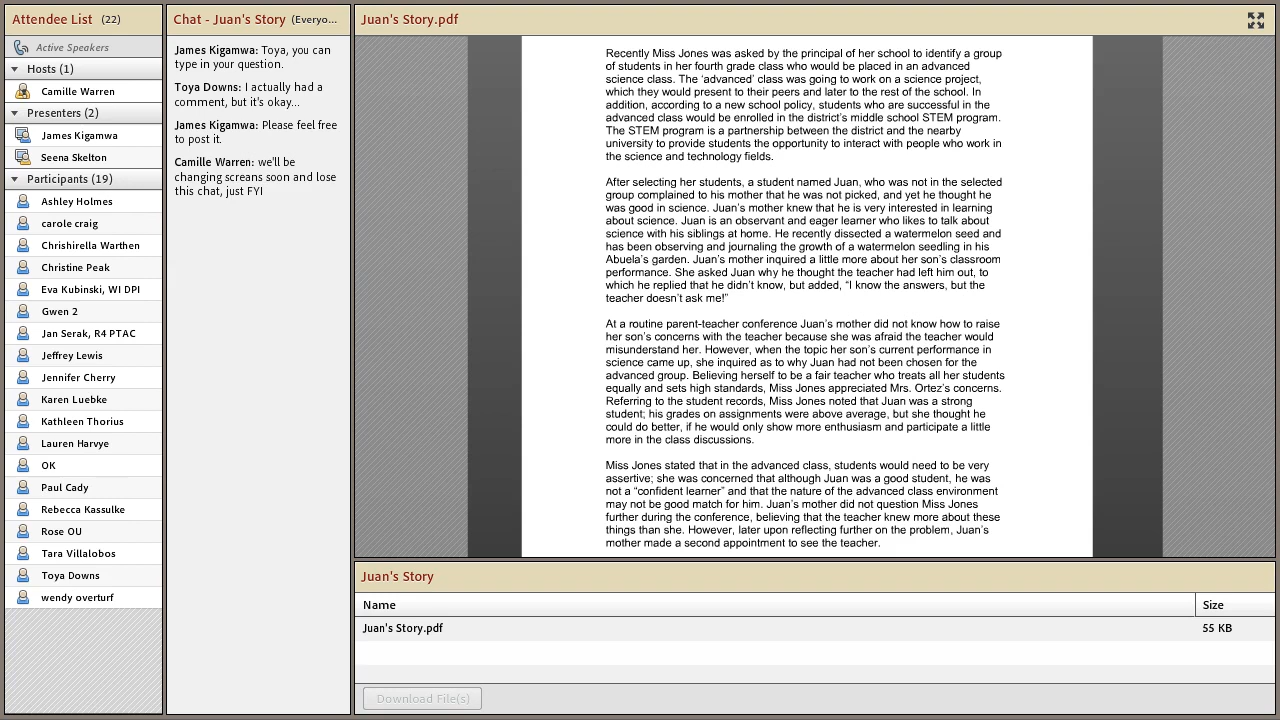 Attendee List (22)
Active Speakers
Hosts (1)
Camille Warren
Presenters (2)
James Kigamwa
Seena Skelton
Participants (19)
Ashley Holmes
carole craig
Chrishirella Warthen
Christine Peak
Eva Kubinski, WI DPI
Gwen 2
Jan Serak, R4 PTAC
Jeffrey Lewis
Jennifer Cherry
Karen Luebke
Kathleen Thorius
Lauren Harvye
OK
Paul Cady
Rebecca Kassulke
Rose OU
Tara Villalobos
Toya Downs
wendy overturf
Chat - Juan's Story (Everyo...
James Kigamwa: Toya, you can
type in your question.
Toya Downs: I actually had a
comment, but it's okay...
James Kigamwa: Please feel free
to post it.
Camille Warren: we'll be
changing screans soon and lose
this chat, just FYI
Juan's Story.pdf
Recently Miss Jones was asked by the principal of her school to identify a group
of students in her fourth grade class who would be placed in an advanced
science class. The ‘advanced’ class was going to work on a science project,
which they would present to their peers and later to the rest of the school. In
addition, according to a new school policy, students who are successful in the
advanced class would be enrolled in the district’s middle school STEM program.
The STEM program is a partnership between the district and the nearby
university to provide students the opportunity to interact with people who work in
the science and technology fields.
After selecting her students, a student named Juan, who was not in the selected
group complained to his mother that he was not picked, and yet he thought he
was good in science. Juan’s mother knew that he is very interested in learning
about science. Juan is an observant and eager learner who likes to talk about
science with his siblings at home. He recently dissected a watermelon seed and
has been observing and journaling the growth of a watermelon seedling in his
Abuela’s garden. Juan’s mother inquired a little more about her son’s classroom
performance. She asked Juan why he thought the teacher had left him out, to
which he replied that he didn’t know, but added, “I know the answers, but the
teacher doesn’t ask me!”
At a routine parent-teacher conference Juan’s mother did not know how to raise
her son’s concerns with the teacher because she was afraid the teacher would
misunderstand her. However, when the topic her son’s current performance in
science came up, she inquired as to why Juan had not been chosen for the
advanced group. Believing herself to be a fair teacher who treats all her students
equally and sets high standards, Miss Jones appreciated Mrs. Ortez’s concerns.
Referring to the student records, Miss Jones noted that Juan was a strong
student; his grades on assignments were above average, but she thought he
could do better, if he would only show more enthusiasm and participate a little
more in the class discussions.
Miss Jones stated that in the advanced class, students would need to be very
assertive; she was concerned that although Juan was a good student, he was
not a “confident learner” and that the nature of the advanced class environment
may not be good match for him. Juan’s mother did not question Miss Jones
further during the conference, believing that the teacher knew more about these
things than she. However, later upon reflecting further on the problem, Juan’s
mother made a second appointment to see the teacher.
Juan's Story
Name Size
Juan's Story.pdf 55 KB
Download File(s)